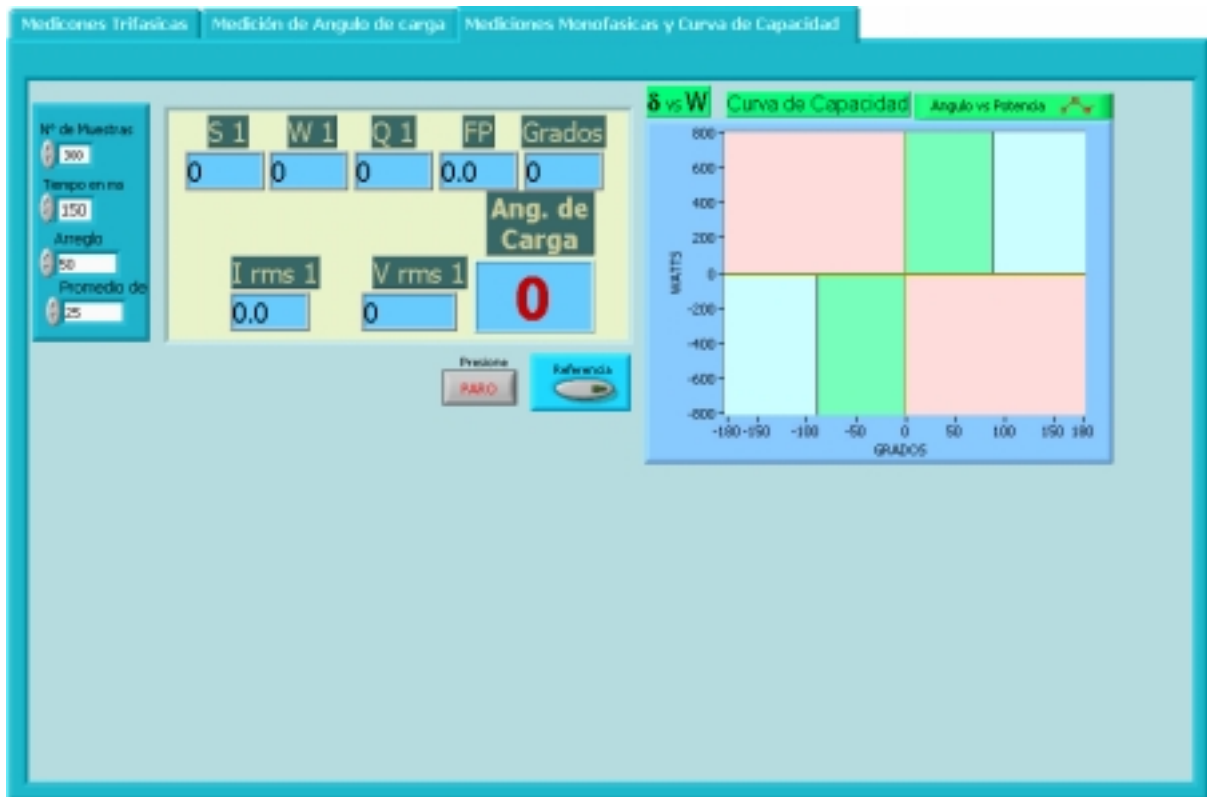 Medicones Trifasicas
Medición de Angulo de carga
Mediciones Monofasicas y Curva de Capacidad
Nº de Muestras
300
Tiempo en ms
150
Arreglo
50
Promedio de
25
S 1
W 1
Q 1
FP
Grados
0
0
0
0.0
0
Ang. de
Carga
I rms 1
V rms 1
0.0
0
0
Presione
PARO
Referencia
δ vs W
Curva de Capacidad
Angulo vs Potencia
WATTS
800
600
400
200
0
-200
-400
-600
-800
-180
-150
-100
-50
0
50
100
150
180
GRADOS